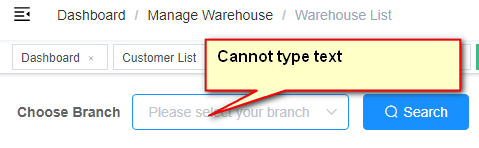 Dashboard / Manage Warehouse / Warehouse List
Dashboard × Customer List
Cannot type text
Choose Branch Please select your branch Search